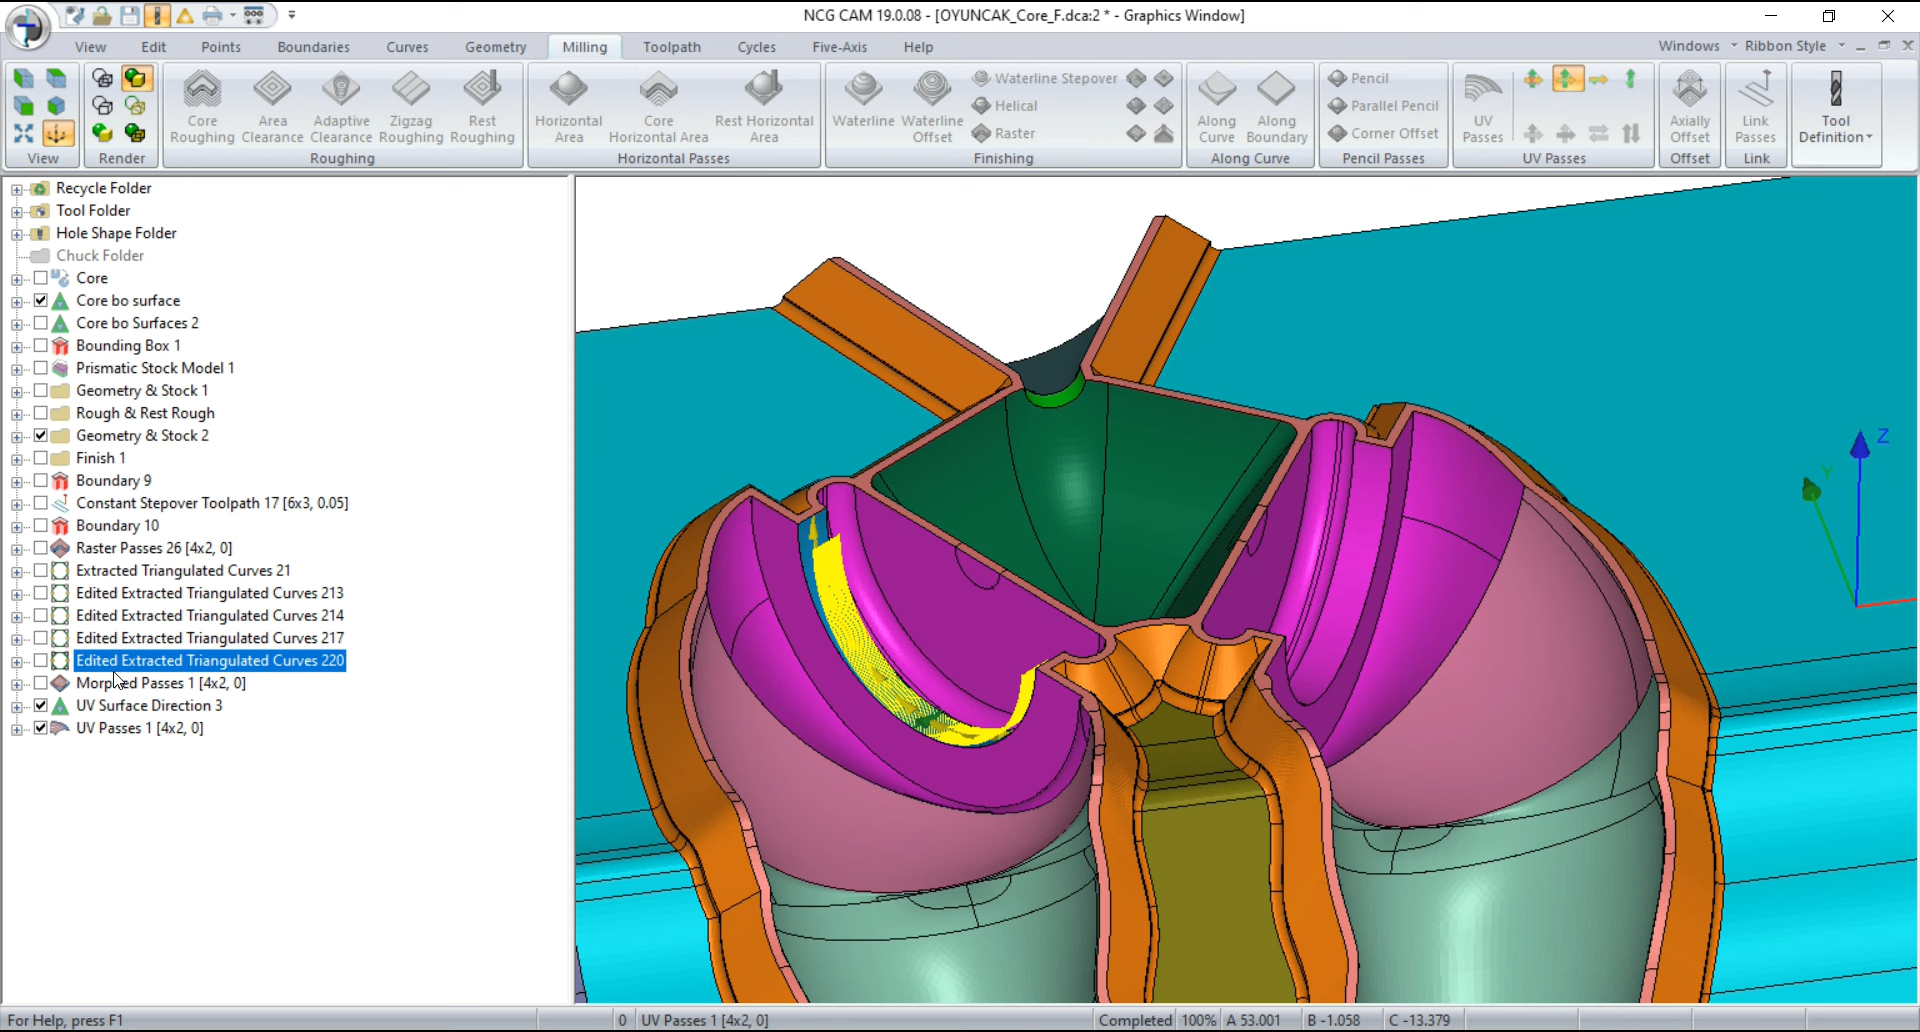 NCG CAM 19.0.08 - [OYUNCAK_Core_F.dca:2 * - Graphics Window]
View Edit Points Boundaries Curves Geometry Milling Toolpath Cycles Five-Axis Help Windows Ribbon Style
Core Roughing
Area Clearance
Adaptive Clearance
Zigzag Roughing
Rest Roughing
Horizontal Area
Core Horizontal Area
Rest Horizontal Area
Waterline
Waterline Offset
Waterline Stepover
Helical
Raster
Along Curve
Along Boundary
Pencil
Parallel Pencil
Corner Offset
UV Passes
Axially Offset
Link Passes
Tool Definition
View Render Roughing Horizontal Passes Finishing Along Curve Pencil Passes UV Passes Offset Link
Recycle Folder
Tool Folder
Hole Shape Folder
Chuck Folder
Core
Core bo surface
Core bo Surfaces 2
Bounding Box 1
Prismatic Stock Model 1
Geometry & Stock 1
Rough & Rest Rough
Geometry & Stock 2
Finish 1
Boundary 9
Constant Stepover Toolpath 17 [6x3, 0.05]
Boundary 10
Raster Passes 26 [4x2, 0]
Extracted Triangulated Curves 21
Edited Extracted Triangulated Curves 213
Edited Extracted Triangulated Curves 214
Edited Extracted Triangulated Curves 217
Edited Extracted Triangulated Curves 220
Morphed Passes 1 [4x2, 0]
UV Surface Direction 3
UV Passes 1 [4x2, 0]
Z
Y
For Help, press F1 0 UV Passes 1 [4x2, 0] Completed 100% A 53.001 B -1.058 C -13.379